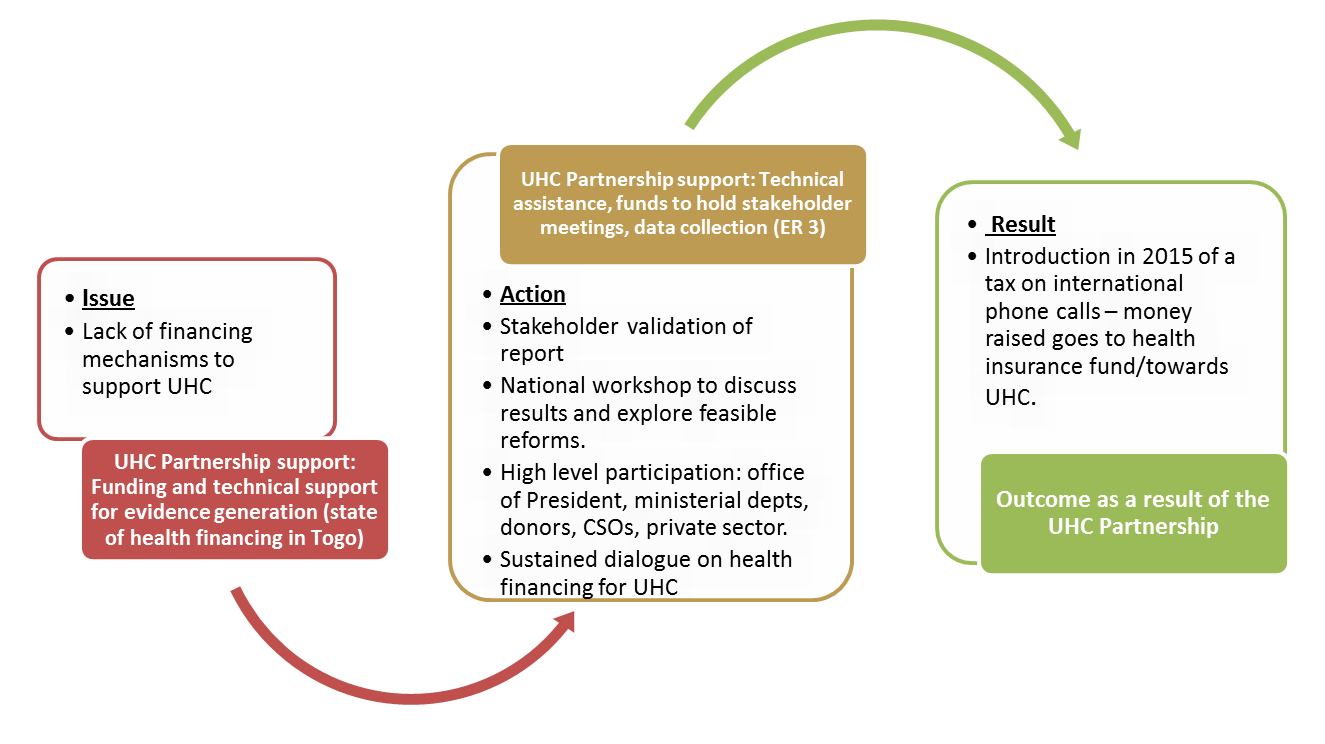 • Issue
• Lack of financing
mechanisms to
support UHC
UHC Partnership support:
Funding and technical support
for evidence generation (state
of health financing in Togo)
UHC Partnership support: Technical
assistance, funds to hold stakeholder
meetings, data collection (ER 3)
• Action
• Stakeholder validation of
report
• National workshop to discuss
results and explore feasible
reforms.
• High level participation: office
of President, ministerial depts,
donors, CSOs, private sector.
• Sustained dialogue on health
financing for UHC
• Result
• Introduction in 2015 of a
tax on international
phone calls – money
raised goes to health
insurance fund/towards
UHC.
Outcome as a result of the
UHC Partnership